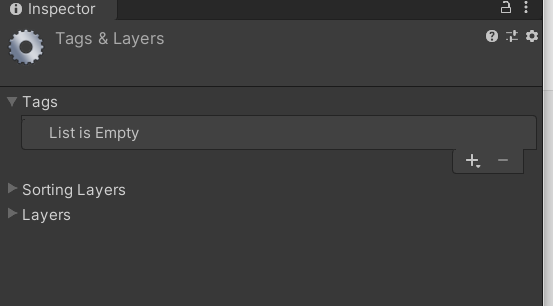 Inspector
Tags & Layers
Tags
List is Empty
Sorting Layers
Layers